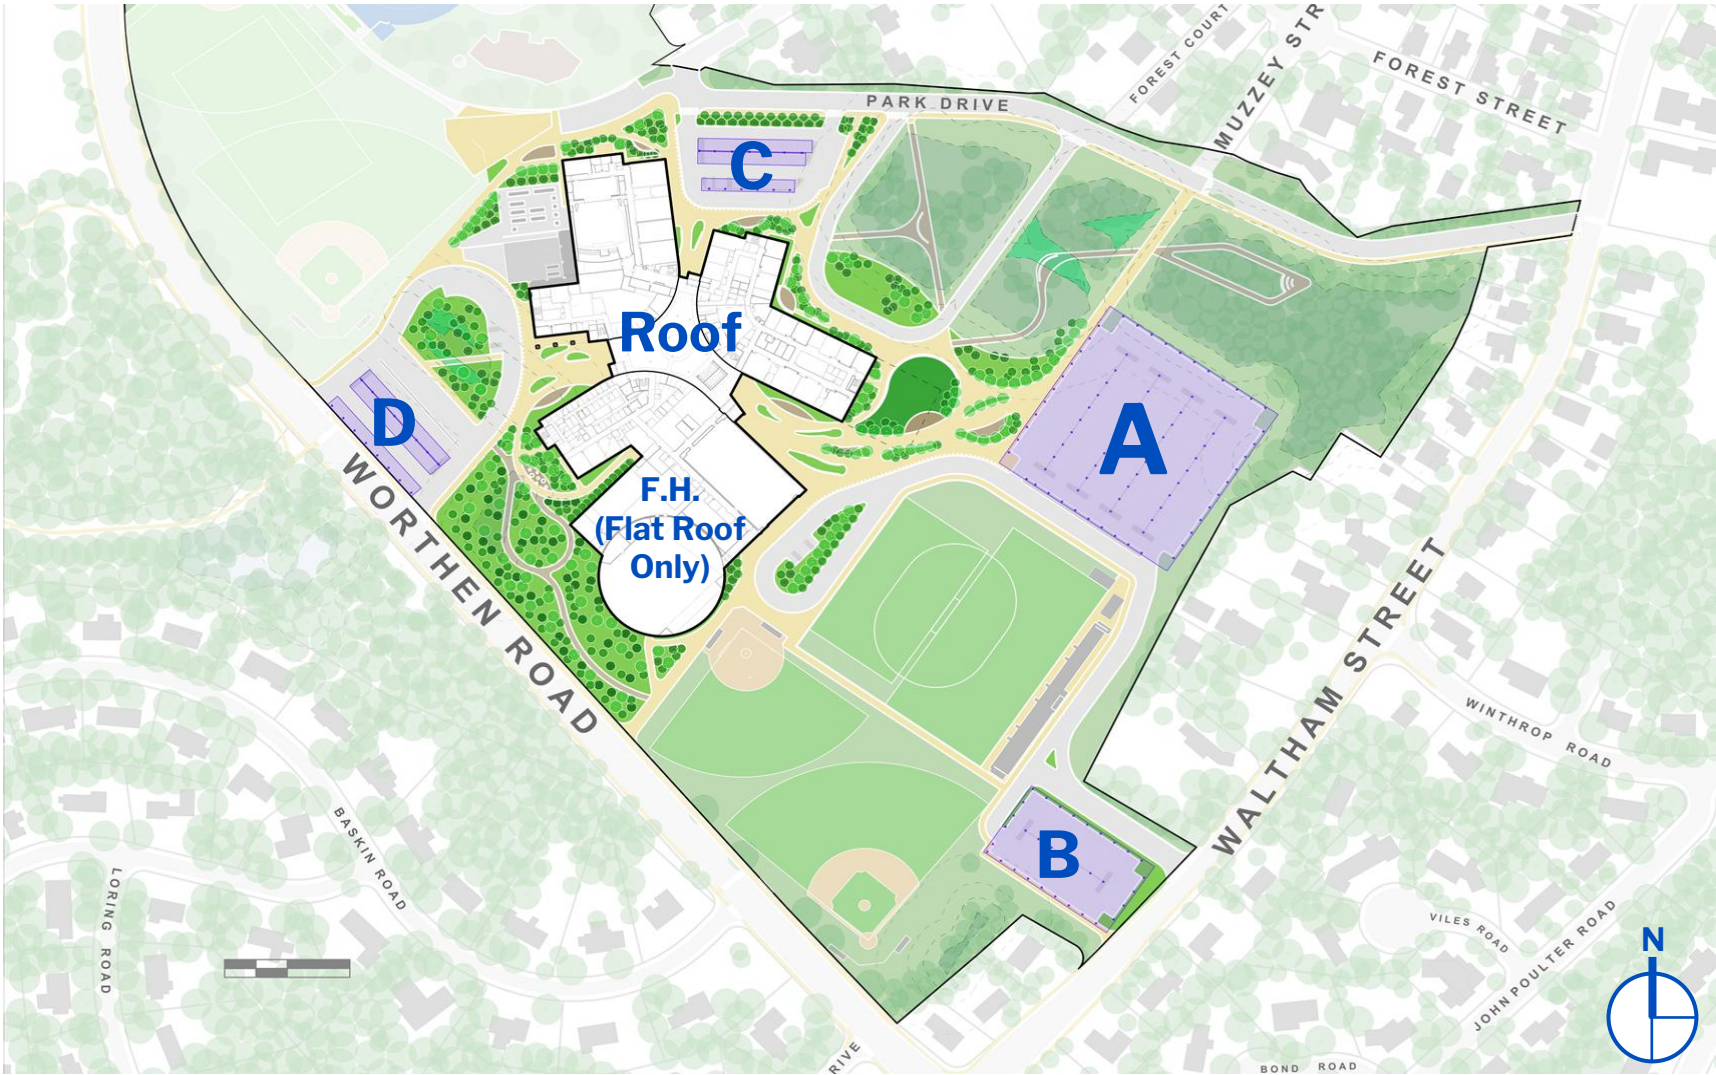 FOREST COURT
MUZZEY STR
FOREST STREET
PARK DRIVE
C
Roof
D
A
F.H.
(Flat Roof
Only)
WORTHEN ROAD
WALTHAM STREET
WINTHROP ROAD
B
BASKIN ROAD
LORING ROAD
VILES ROAD
JOHN POULTER ROAD
N
RIVE
BOND ROAD